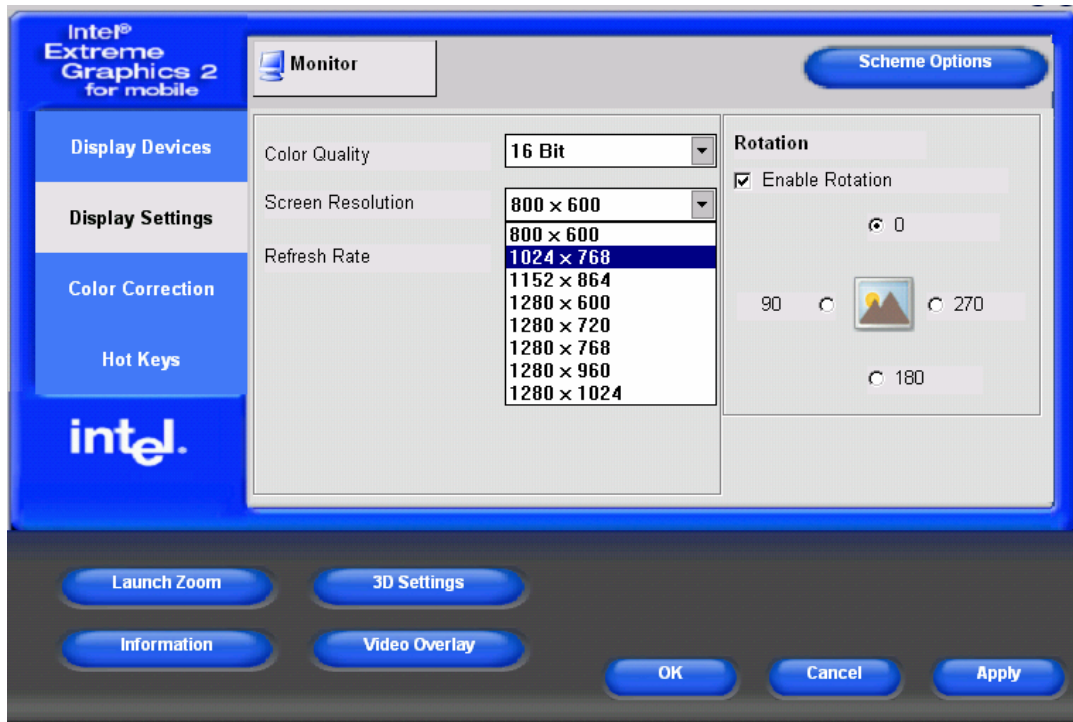 Intel®
Extreme
Graphics 2
for mobile
Monitor
Scheme Options
Display Devices
Display Settings
Color Correction
Hot Keys
intel.
Color Quality
16 Bit
Screen Resolution
800 × 600
800 × 600
1024 × 768
1152 × 864
1280 × 600
1280 × 720
1280 × 768
1280 × 960
1280 × 1024
Refresh Rate
Rotation
Enable Rotation
0
90
270
180
Launch Zoom
3D Settings
Information
Video Overlay
OK
Cancel
Apply